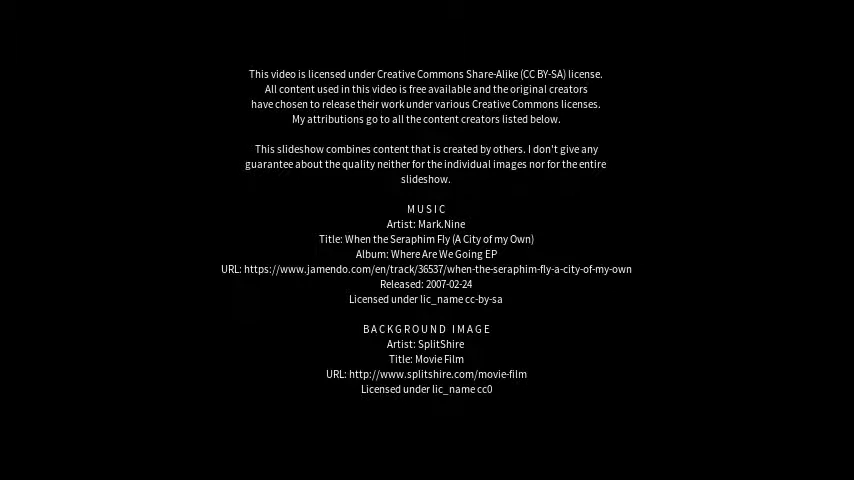 This video is licensed under Creative Commons Share-Alike (CC BY-SA) license.
All content used in this video is free available and the original creators
have chosen to release their work under various Creative Commons licenses.
My attributions go to all the content creators listed below.
This slideshow combines content that is created by others. I don't give any
guarantee about the quality neither for the individual images nor for the entire
slideshow.
MUSIC
Artist: Mark.Nine
Title: When the Seraphim Fly (A City of my Own)
Album: Where Are We Going EP
URL: https://www.jamendo.com/en/track/36537/when-the-seraphim-fly-a-city-of-my-own
Released: 2007-02-24
Licensed under lic_name cc-by-sa
BACKGROUND IMAGE
Artist: SplitShire
Title: Movie Film
URL: http://www.splitshire.com/movie-film
Licensed under lic_name cc0